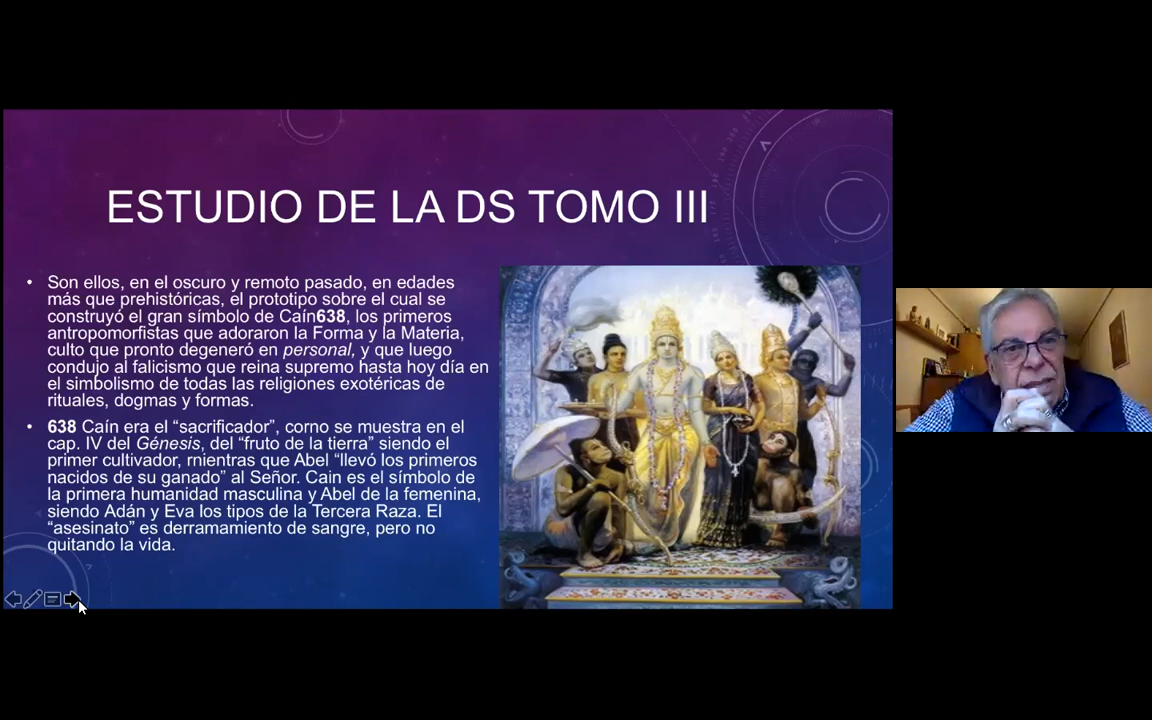 ESTUDIO DE LA DS TOMO III
• Son ellos, en el oscuro y remoto pasado, en edades
más que prehistóricas, el prototipo sobre el cual se
construyó el gran símbolo de Caín638, los primeros
antropomorfistas que adoraron la Forma y la Materia,
culto que pronto degeneró en personal, y que luego
condujo al falicismo que reina supremo hasta hoy día en
el simbolismo de todas las religiones exotéricas de
rituales, dogmas y formas.
• 638 Caín era el “sacrificador”, corno se muestra en el
cap. IV del Génesis, del “fruto de la tierra” siendo el
primer cultivador, rnientras que Abel “llevó los primeros
nacidos de su ganado” al Señor. Cain es el símbolo de
la primera humanidad masculina y Abel de la femenina,
siendo Adán y Eva los tipos de la Tercera Raza. El
“asesinato” es derramamiento de sangre, pero no
quitando la vida.